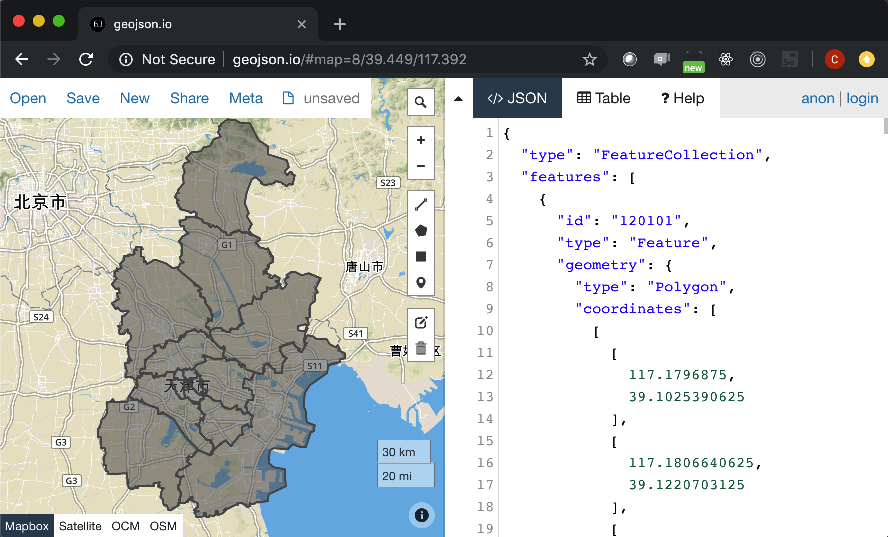 geojson.io
Not Secure geojson.io/#map=8/39.449/117.392
new
C
Open Save New Share Meta unsaved
</> JSON Table ? Help anon | login
+
−
北京市
唐山市
天津市
S23
G1
S24
S41
S11
G2
G3
G3
30 km
20 mi
Mapbox Satellite OCM OSM
1 {
2 "type": "FeatureCollection",
3 "features": [
4 {
5 "id": "120101",
6 "type": "Feature",
7 "geometry": {
8 "type": "Polygon",
9 "coordinates": [
10 [
11 [
12 117.1796875,
13 39.1025390625
14 ],
15 [
16 117.1806640625,
17 39.1220703125
18 ],
19 [